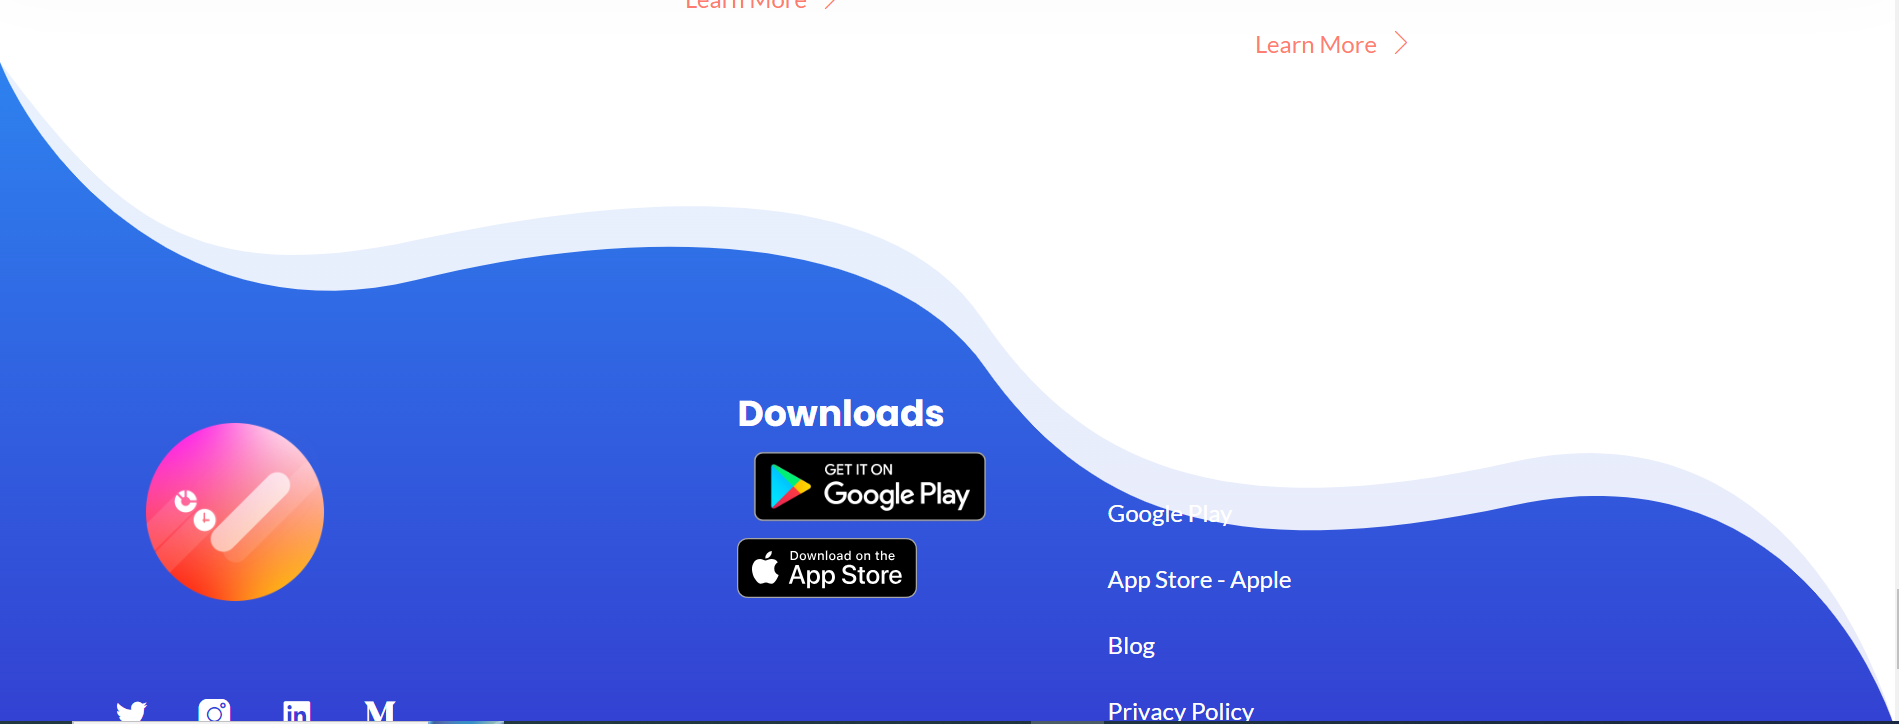 Learn More
Learn More
Downloads
GET IT ON
Google Play
Download on the
App Store
Google Play
App Store - Apple
Blog
Privacy Policy